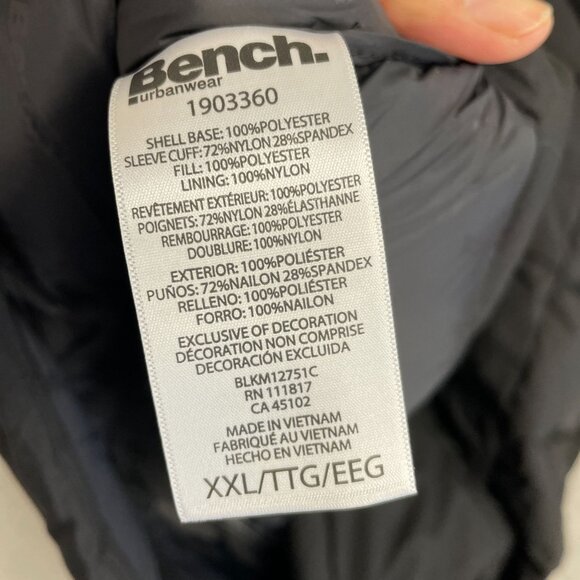 Bench.
urbanwear
1903360
SHELL BASE: 100%POLYESTER
SLEEVE CUFF: 72%NYLON 28%SPANDEX
FILL: 100%POLYESTER
LINING: 100%NYLON
REVÊTEMENT EXTÉRIEUR: 100%POLYESTER
POIGNETS: 72%NYLON 28%ÉLASTHANNE
REMBOURRAGE: 100%POLYESTER
DOUBLURE: 100%NYLON
EXTERIOR: 100%POLIÉSTER
PUÑOS: 72%NAILON 28%SPANDEX
RELLENO: 100%POLIÉSTER
FORRO: 100%NAILON
EXCLUSIVE OF DECORATION
DÉCORATION NON COMPRISE
DECORACIÓN EXCLUIDA
BLKM12751C
RN 111817
CA 45102
MADE IN VIETNAM
FABRIQUÉ AU VIETNAM
HECHO EN VIETNAM
XXL/TTG/EEG